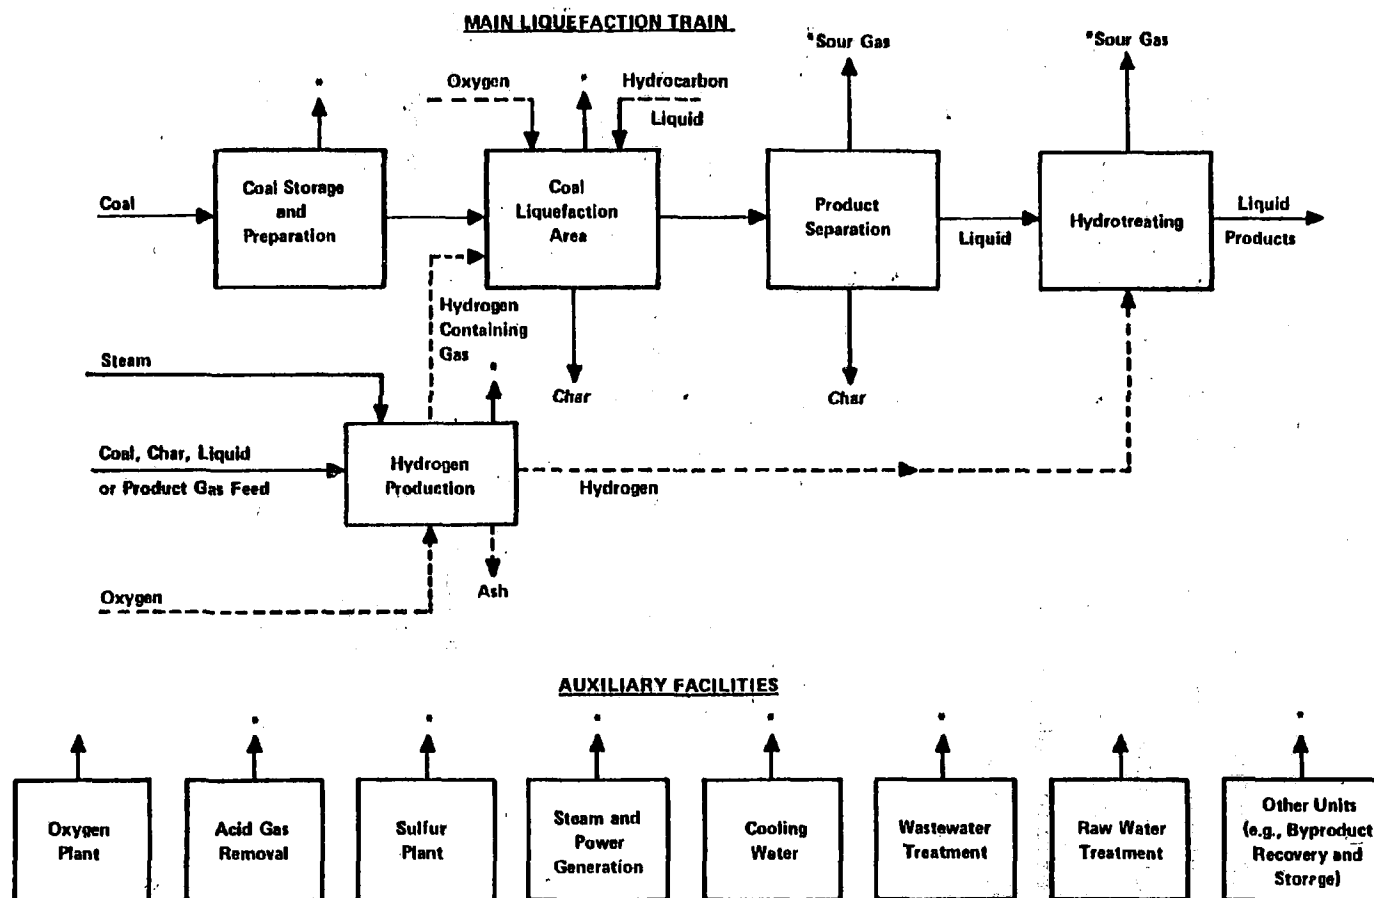 MAIN LIQUEFACTION TRAIN
*Sour Gas
*Sour Gas
*
Oxygen
*
Hydrocarbon
Liquid
Coal
Coal Storage
and
Preparation
Coal
Liquefaction
Area
Product
Separation
Liquid
Hydrotreating
Liquid
Products
Hydrogen
Containing
Gas
Steam
*
Char
Char
Coal, Char, Liquid
or Product Gas Feed
Hydrogen
Production
Hydrogen
Oxygen
Ash
AUXILIARY FACILITIES
*
*
*
*
*
*
Oxygen
Plant
Acid Gas
Removal
Sulfur
Plant
Steam and
Power
Generation
Cooling
Water
Wastewater
Treatment
Raw Water
Treatment
Other Units
(e.g., Byproduct
Recovery and
Storage)